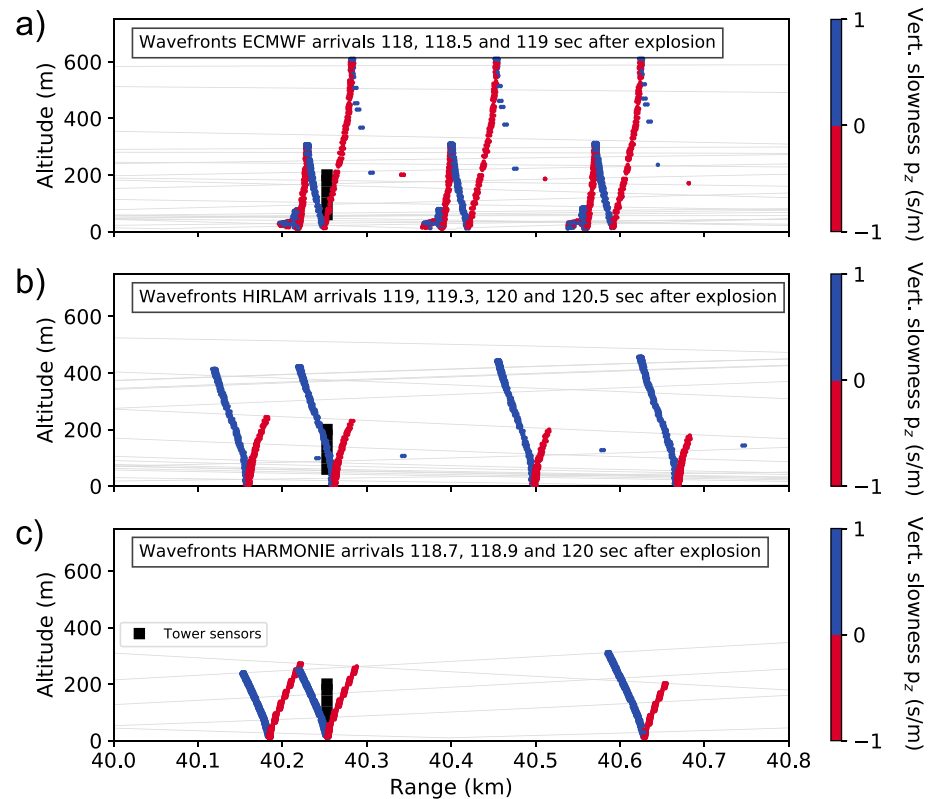 a)
Wavefronts ECMWF arrivals 118, 118.5 and 119 sec after explosion
600
400
200
0
Altitude (m)
1
0
−1
Vert. slowness p_z (s/m)
b)
Wavefronts HIRLAM arrivals 119, 119.3, 120 and 120.5 sec after explosion
600
400
200
0
Altitude (m)
1
0
−1
Vert. slowness p_z (s/m)
c)
Wavefronts HARMONIE arrivals 118.7, 118.9 and 120 sec after explosion
Tower sensors
600
400
200
0
Altitude (m)
1
0
−1
Vert. slowness p_z (s/m)
40.0 40.1 40.2 40.3 40.4 40.5 40.6 40.7 40.8
Range (km)